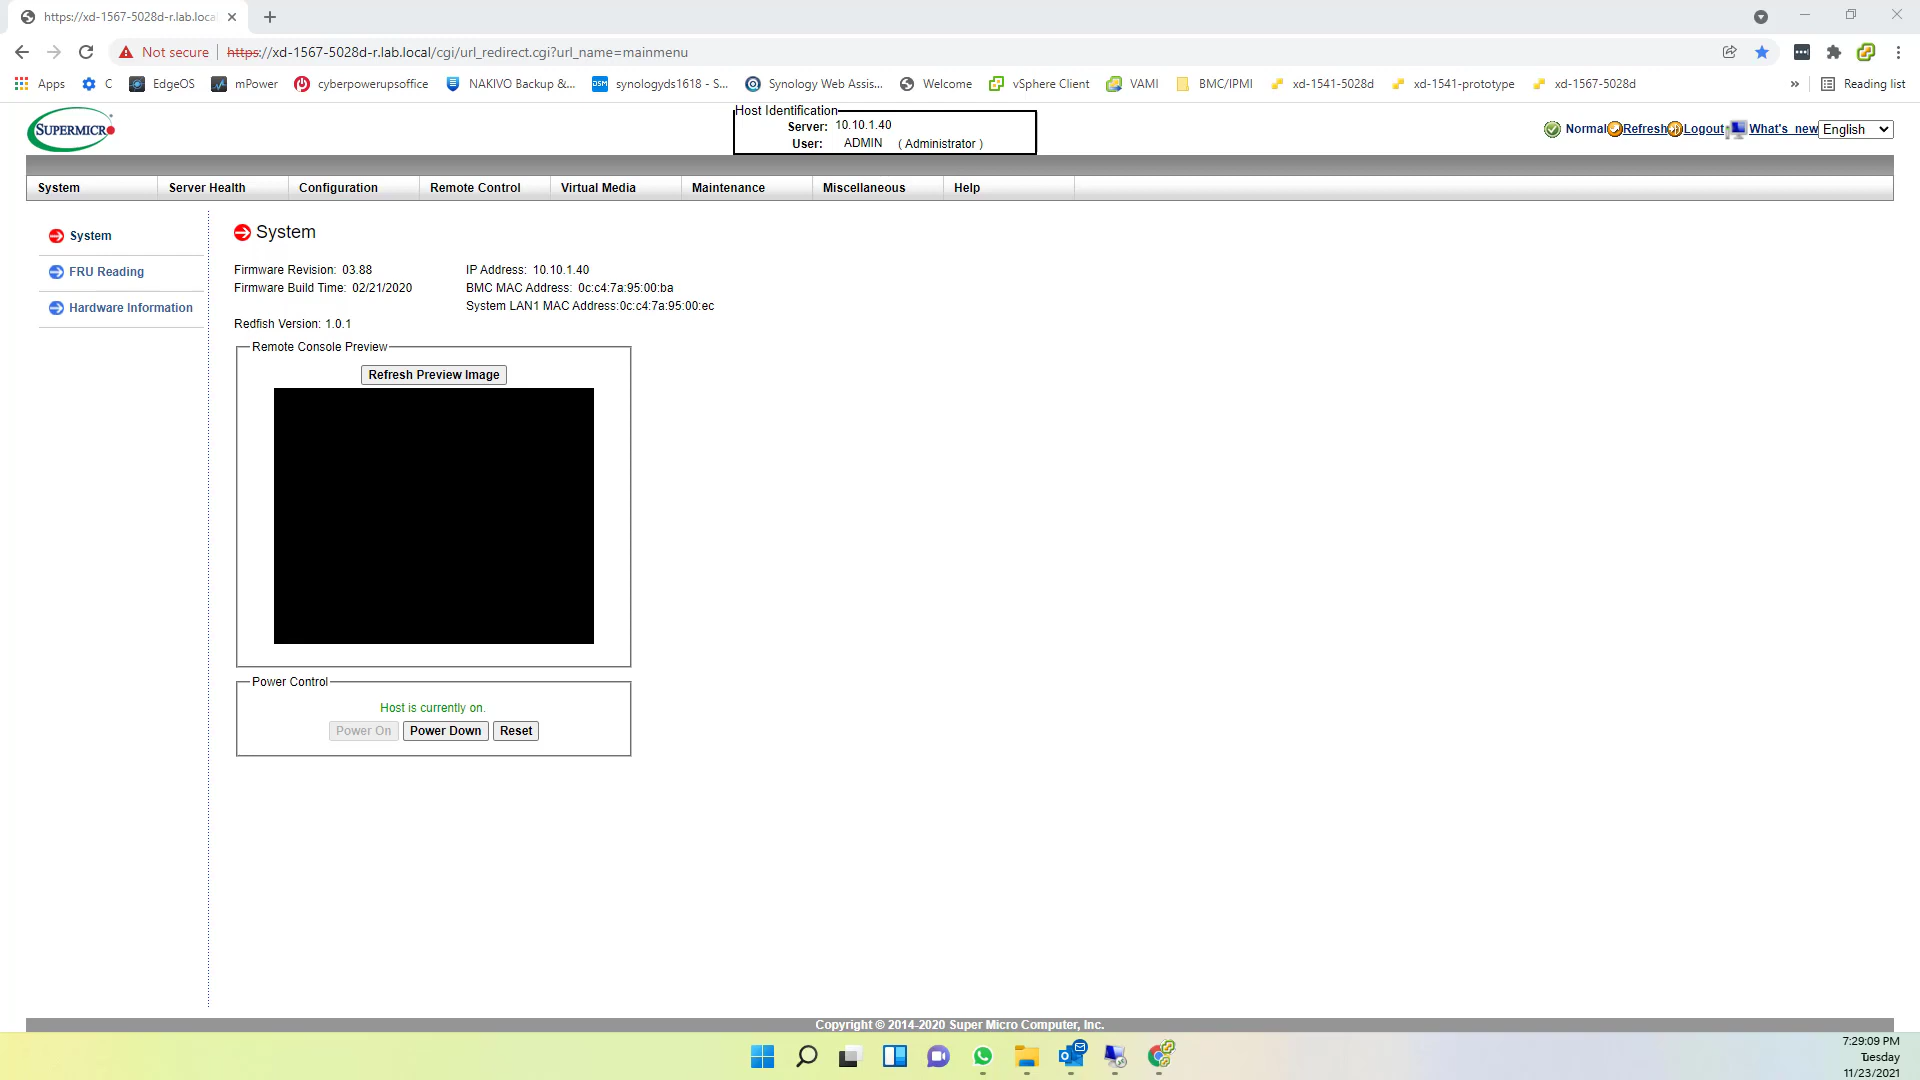 https://xd-1567-5028d-r.lab.loca
Not secure
https://xd-1567-5028d-r.lab.local/cgi/url_redirect.cgi?url_name=mainmenu
Apps
C
EdgeOS
mPower
cyberpowerupsoffice
NAKIVO Backup &...
DSM
synologyds1618 - S...
Synology Web Assis...
Welcome
vSphere Client
VAMI
BMC/IPMI
xd-1541-5028d
xd-1541-prototype
xd-1567-5028d
»
Reading list
SUPERMICR
Host Identification
Server: 10.10.1.40
User: ADMIN ( Administrator )
Normal
Refresh
Logout
What's new
English
System
Server Health
Configuration
Remote Control
Virtual Media
Maintenance
Miscellaneous
Help
System
FRU Reading
Hardware Information
System
Firmware Revision: 03.88
IP Address: 10.10.1.40
Firmware Build Time: 02/21/2020
BMC MAC Address: 0c:c4:7a:95:00:ba
System LAN1 MAC Address:0c:c4:7a:95:00:ec
Redfish Version: 1.0.1
Remote Console Preview
Refresh Preview Image
Power Control
Host is currently on.
Power On
Power Down
Reset
Copyright © 2014-2020 Super Micro Computer, Inc.
7:29:09 PM
Tuesday
11/23/2021